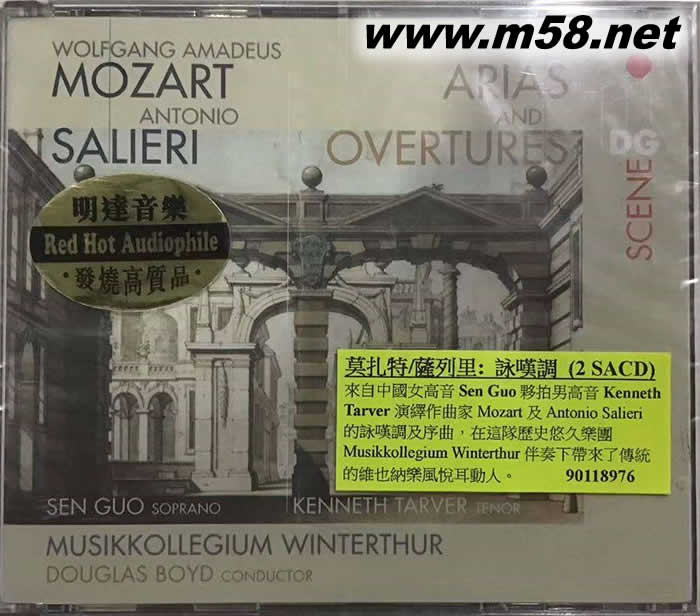 www.m58.net
WOLFGANG AMADEUS
MOZART
ANTONIO
SALIERI
ARIAS
AND
OVERTURES
DG
SCENE
明達音樂
Red Hot Audiophile
·發燒高質品·
莫扎特/薩列里: 詠嘆調 (2 SACD)
來自中國女高音 Sen Guo 夥拍男高音 Kenneth
Tarver 演繹作曲家 Mozart 及 Antonio Salieri
的詠嘆調及序曲，在這隊歷史悠久樂團
Musikkollegium Winterthur 伴奏下帶來了傳統
的維也納樂風悅耳動人。 90118976
SEN GUO SOPRANO
KENNETH TARVER TENOR
MUSIKKOLLEGIUM WINTERTHUR
DOUGLAS BOYD CONDUCTOR